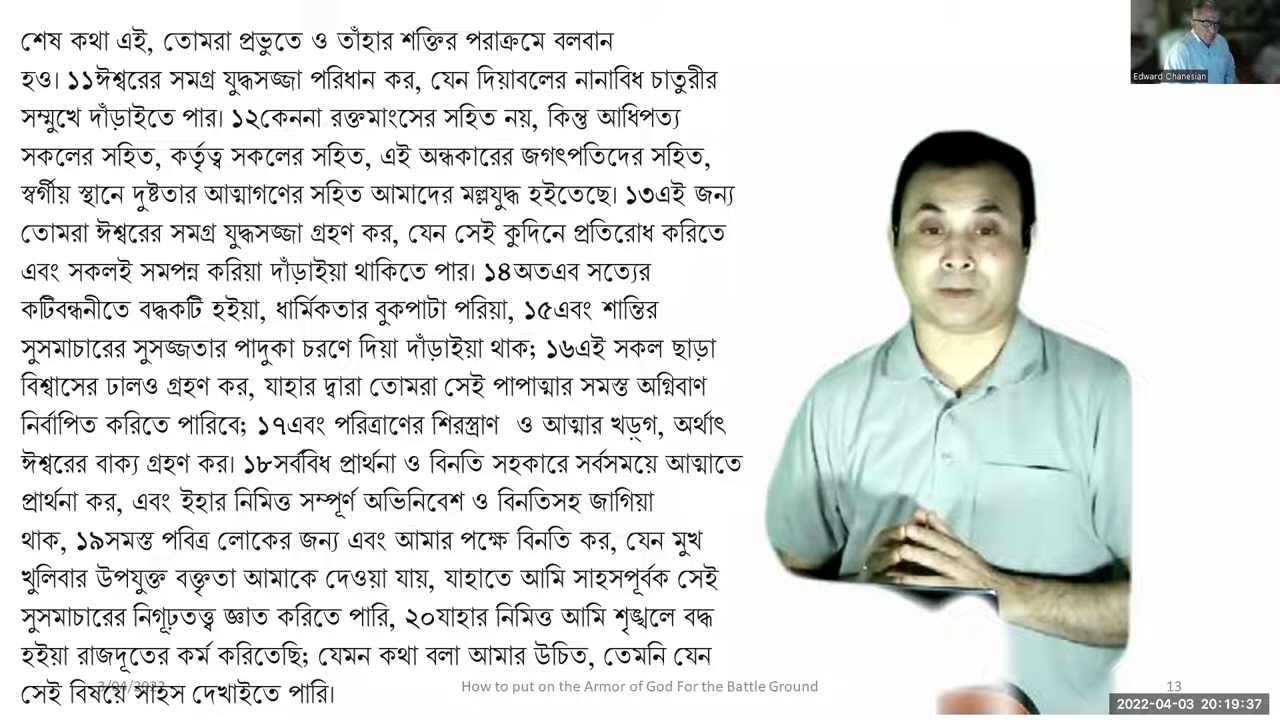 শেষ কথা এই, তোমরা প্রভুতে ও তাঁহার শক্তির পরাক্রমে বলবান
হও। ১১ঈশ্বরের সমগ্র যুদ্ধসজ্জা পরিধান কর, যেন দিয়াবলের নানাবিধ চাতুরীর
সম্মুখে দাঁড়াইতে পার। ১২কেননা রক্তমাংসের সহিত নয়, কিন্তু আধিপত্য
সকলের সহিত, কর্তৃত্ব সকলের সহিত, এই অন্ধকারের জগৎপতিদের সহিত,
স্বর্গীয় স্থানে দুষ্টতার আত্মাগণের সহিত আমাদের মল্লযুদ্ধ হইতেছে। ১৩এই জন্য
তোমরা ঈশ্বরের সমগ্র যুদ্ধসজ্জা গ্রহণ কর, যেন সেই কুদিনে প্রতিরোধ করিতে
এবং সকলই সমপন্ন করিয়া দাঁড়াইয়া থাকিতে পার। ১৪অতএব সত্যের
কটিবন্ধনীতে বদ্ধকটি হইয়া, ধার্মিকতার বুকপাটা পরিয়া, ১৫এবং শান্তির
সুসমাচারের সুসজ্জতার পাদুকা চরণে দিয়া দাঁড়াইয়া থাক; ১৬এই সকল ছাড়া
বিশ্বাসের ঢালও গ্রহণ কর, যাহার দ্বারা তোমরা সেই পাপাত্মার সমস্ত অগ্নিবাণ
নির্বাপিত করিতে পারিবে; ১৭এবং পরিত্রাণের শিরস্ত্রাণ ও আত্মার খড়্গ, অর্থাৎ
ঈশ্বরের বাক্য গ্রহণ কর। ১৮সর্ববিধ প্রার্থনা ও বিনতি সহকারে সর্বসময়ে আত্মাতে
প্রার্থনা কর, এবং ইহার নিমিত্ত সম্পূর্ণ অভিনিবেশ ও বিনতিসহ জাগিয়া
থাক, ১৯সমস্ত পবিত্র লোকের জন্য এবং আমার পক্ষে বিনতি কর, যেন মুখ
খুলিবার উপযুক্ত বক্তৃতা আমাকে দেওয়া যায়, যাহাতে আমি সাহসপূর্বক সেই
সুসমাচারের নিগূঢ়তত্ত্ব জ্ঞাত করিতে পারি, ২০যাহার নিমিত্ত আমি শৃঙ্খলে বদ্ধ
হইয়া রাজদূতের কর্ম করিতেছি; যেমন কথা বলা আমার উচিত, তেমনি যেন
সেই বিষয়ে সাহস দেখাইতে পারি।
How to put on the Armor of God For the Battle Ground
13
Edward Chanesian
2022-04-03 20:19:37